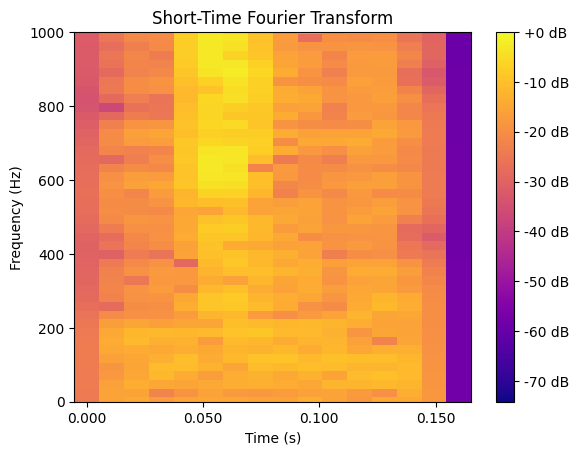 Short-Time Fourier Transform
Frequency (Hz)
1000
800
600
400
200
0
0.000
0.050
0.100
0.150
Time (s)
+0 dB
-10 dB
-20 dB
-30 dB
-40 dB
-50 dB
-60 dB
-70 dB